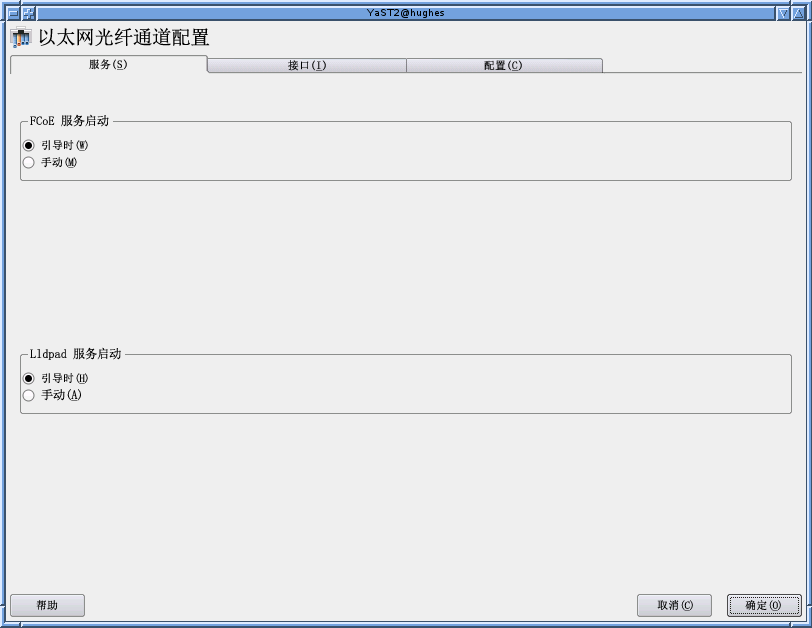 YaST2@hughes
以太网光纤通道配置
服务(S) 接口(I) 配置(C)
FCoE 服务启动
引导时(W)
手动(M)
Lldpad 服务启动
引导时(H)
手动(A)
帮助 取消(C) 确定(O)